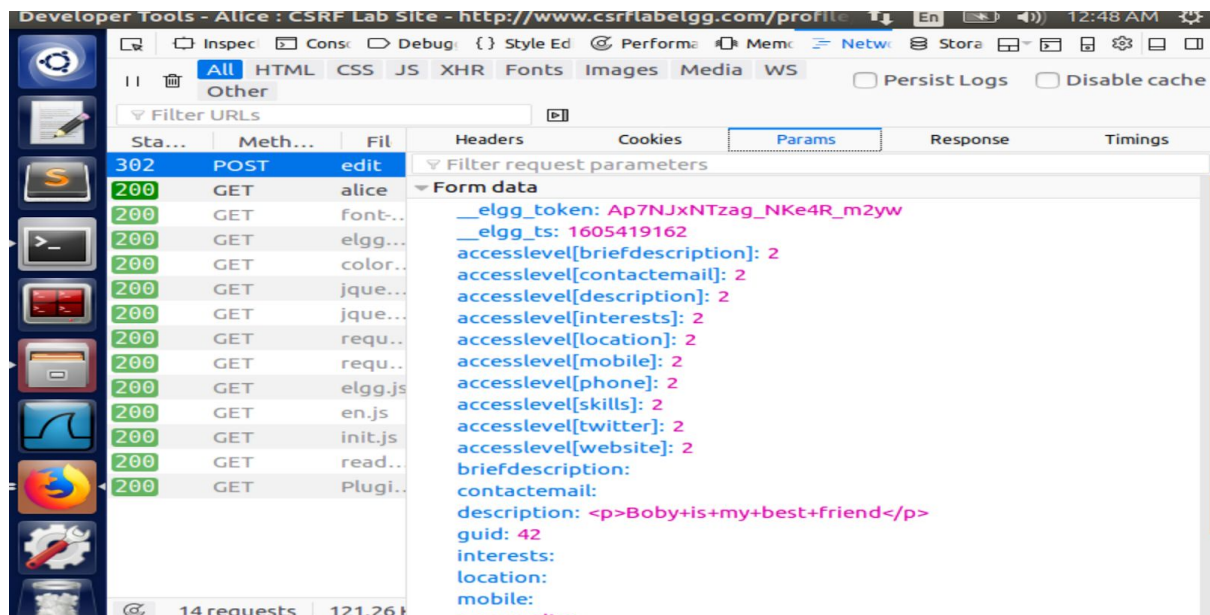 Developer Tools - Alice : CSRF Lab Site - http://www.csrflabelgg.com/profile En 12:48 AM
Inspec Conso Debug {} Style Ed Performa Memo Netwo Stora
All HTML CSS JS XHR Fonts Images Media WS Persist Logs Disable cache
Other
Filter URLs
Sta... Meth... Fil Headers Cookies Params Response Timings
302 POST edit Filter request parameters
200 GET alice Form data
200 GET font-.. __elgg_token: Ap7NJxNTzag_NKe4R_m2yw
__elgg_ts: 1605419162
200 GET elgg... accesslevel[briefdescription]: 2
200 GET color.. accesslevel[contactemail]: 2
200 GET jque... accesslevel[description]: 2
200 GET jque... accesslevel[interests]: 2
200 GET requ.. accesslevel[location]: 2
200 GET requ.. accesslevel[mobile]: 2
200 GET elgg.js accesslevel[phone]: 2
200 GET en.js accesslevel[skills]: 2
200 GET init.js accesslevel[twitter]: 2
accesslevel[website]: 2
200 GET read... briefdescription:
200 GET Plugi.. contactemail:
description: <p>Boby+is+my+best+friend</p>
guid: 42
interests:
location:
mobile:
14 requests 121.26